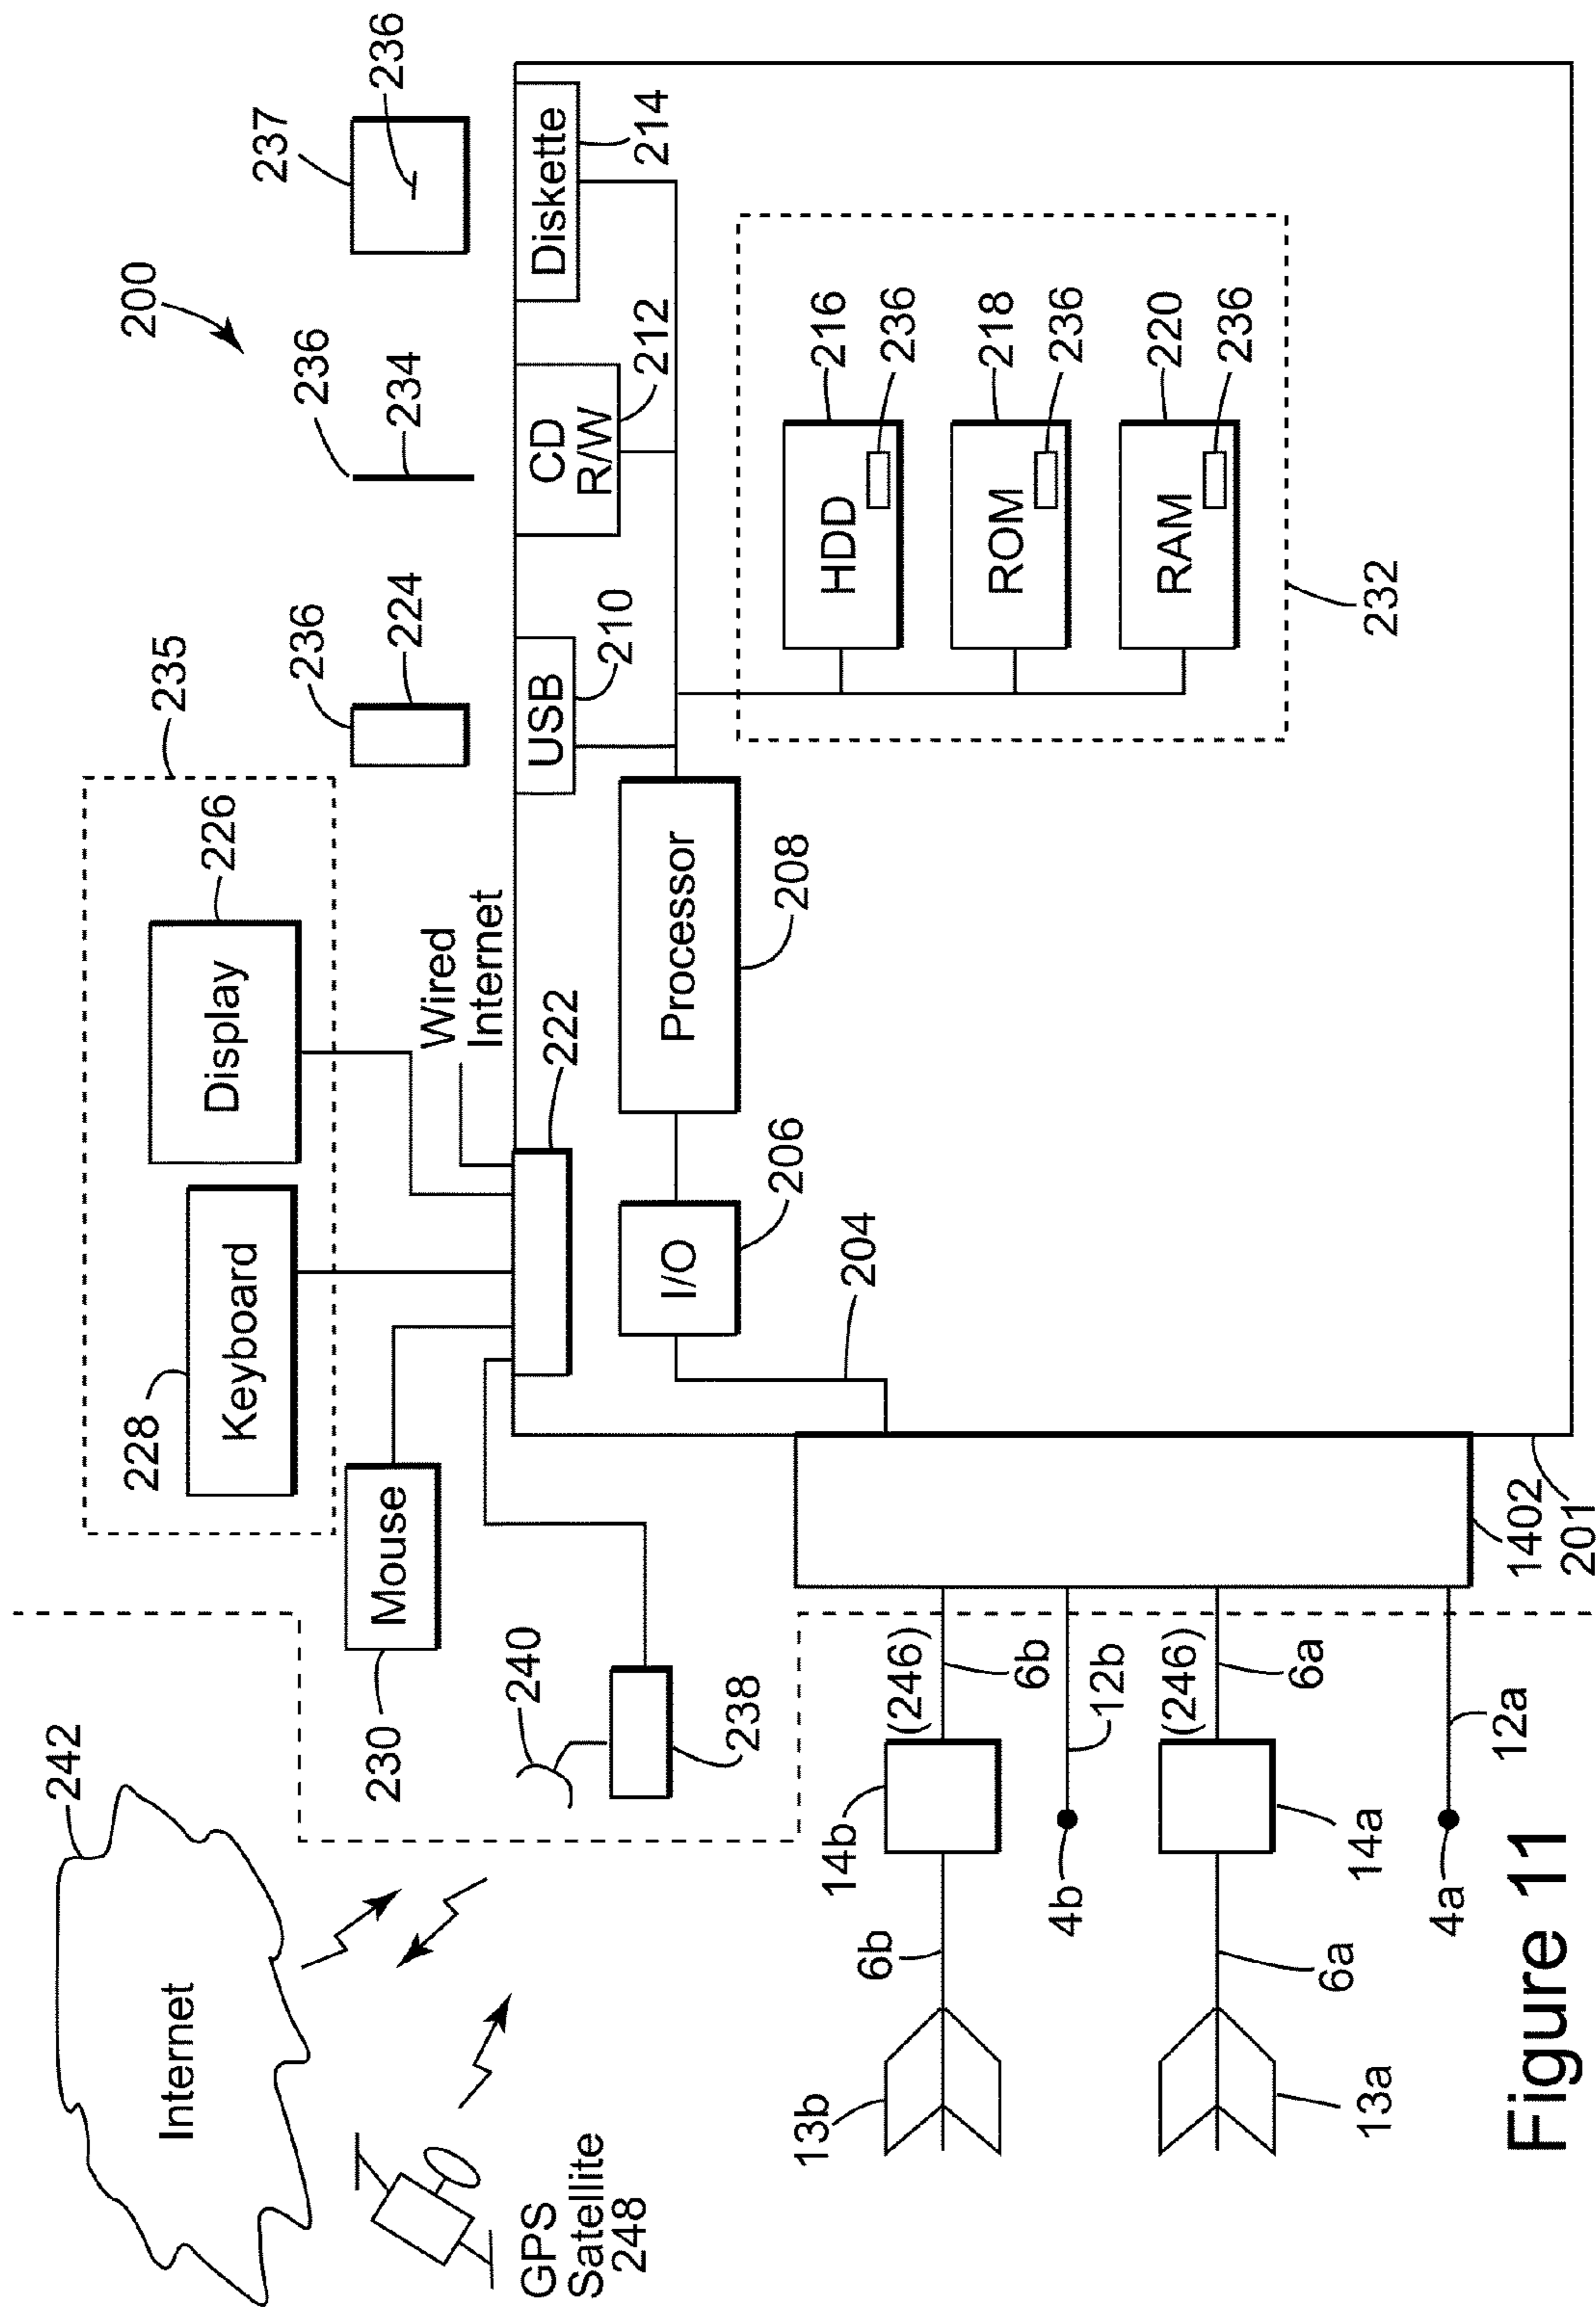 200
236
237
236
234
236
224
235
Display
226
Keyboard
228
Wired
Internet
222
Mouse
230
240
238
242
Internet
GPS
Satellite
248
USB
210
CD
R/W
212
Diskette
214
Processor
208
I/O
206
204
HDD
216
236
ROM
218
236
RAM
220
236
232
1402
201
(246)
6b
14b
6b
13b
12b
4b
(246)
6a
14a
6a
13a
12a
4a
Figure 11